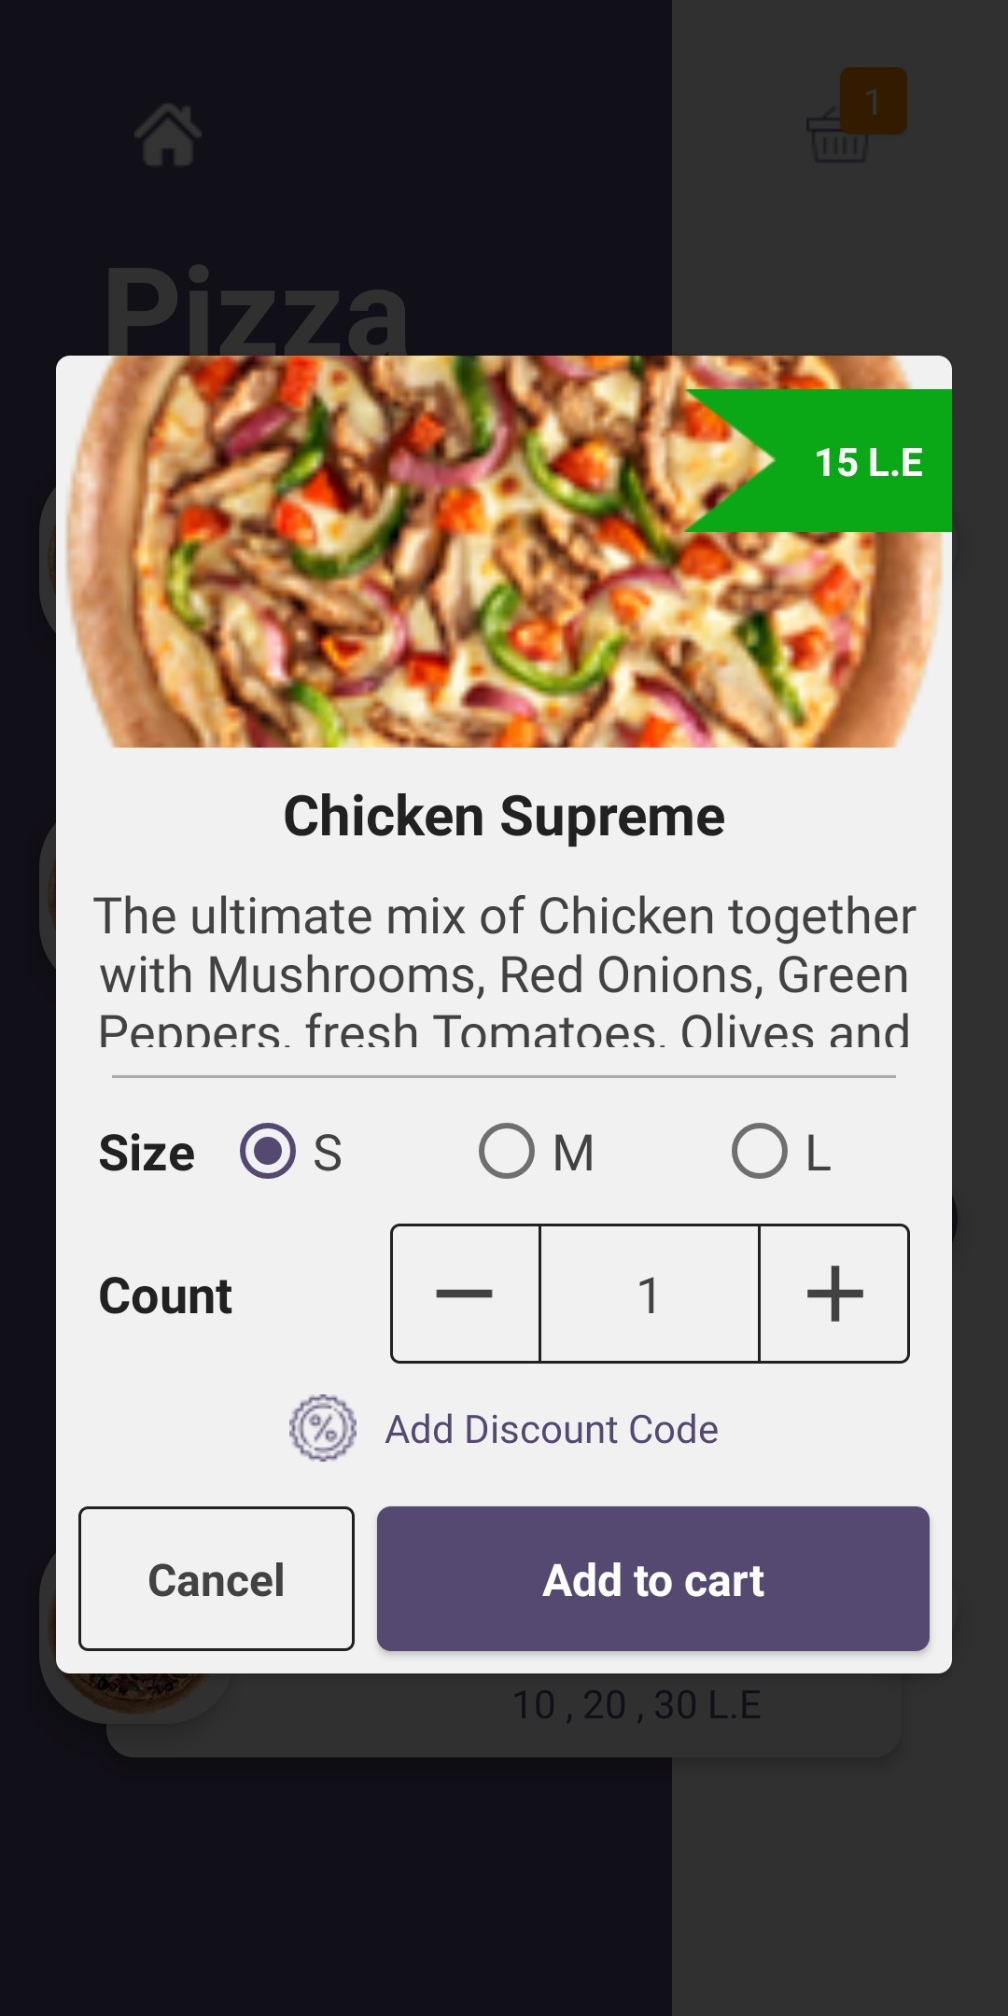 1
Pizza
15 L.E
Chicken Supreme
The ultimate mix of Chicken together
with Mushrooms, Red Onions, Green
Peppers, fresh Tomatoes, Olives and
Size S M L
Count 1
Add Discount Code
Cancel Add to cart
10 , 20 , 30 L.E